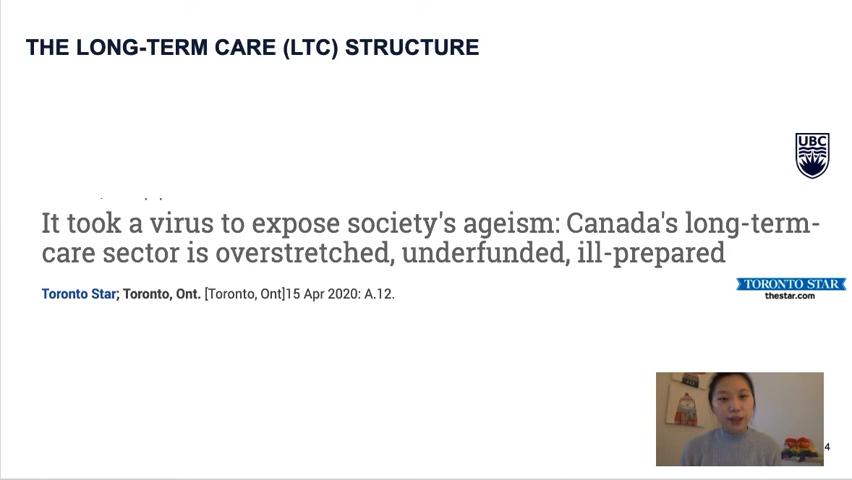 THE LONG-TERM CARE (LTC) STRUCTURE
UBC
It took a virus to expose society's ageism: Canada's long-term-
care sector is overstretched, underfunded, ill-prepared
TORONTO STAR
thestar.com
Toronto Star; Toronto, Ont. [Toronto, Ont]15 Apr 2020: A.12.
4